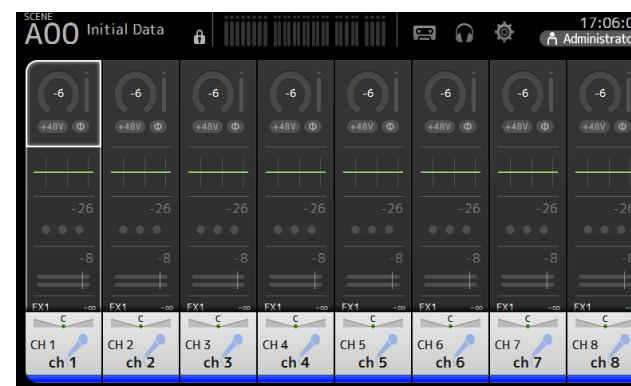 SCENE
A00 Initial Data
17:06:0
Administrato
-6 -6 -6 -6 -6 -6 -6 -6
+48V Φ +48V Φ +48V Φ +48V Φ +48V Φ +48V Φ +48V Φ +48V Φ
-26 -26 -26 -26 -26 -26 -26 -26
-8 -8 -8 -8 -8 -8 -8 -8
FX1 -∞ FX1 -∞ FX1 -∞ FX1 -∞ FX1 -∞ FX1 -∞ FX1 -∞ FX1 -∞
C C C C C C C C
CH 1 CH 2 CH 3 CH 4 CH 5 CH 6 CH 7 CH 8
ch 1 ch 2 ch 3 ch 4 ch 5 ch 6 ch 7 ch 8